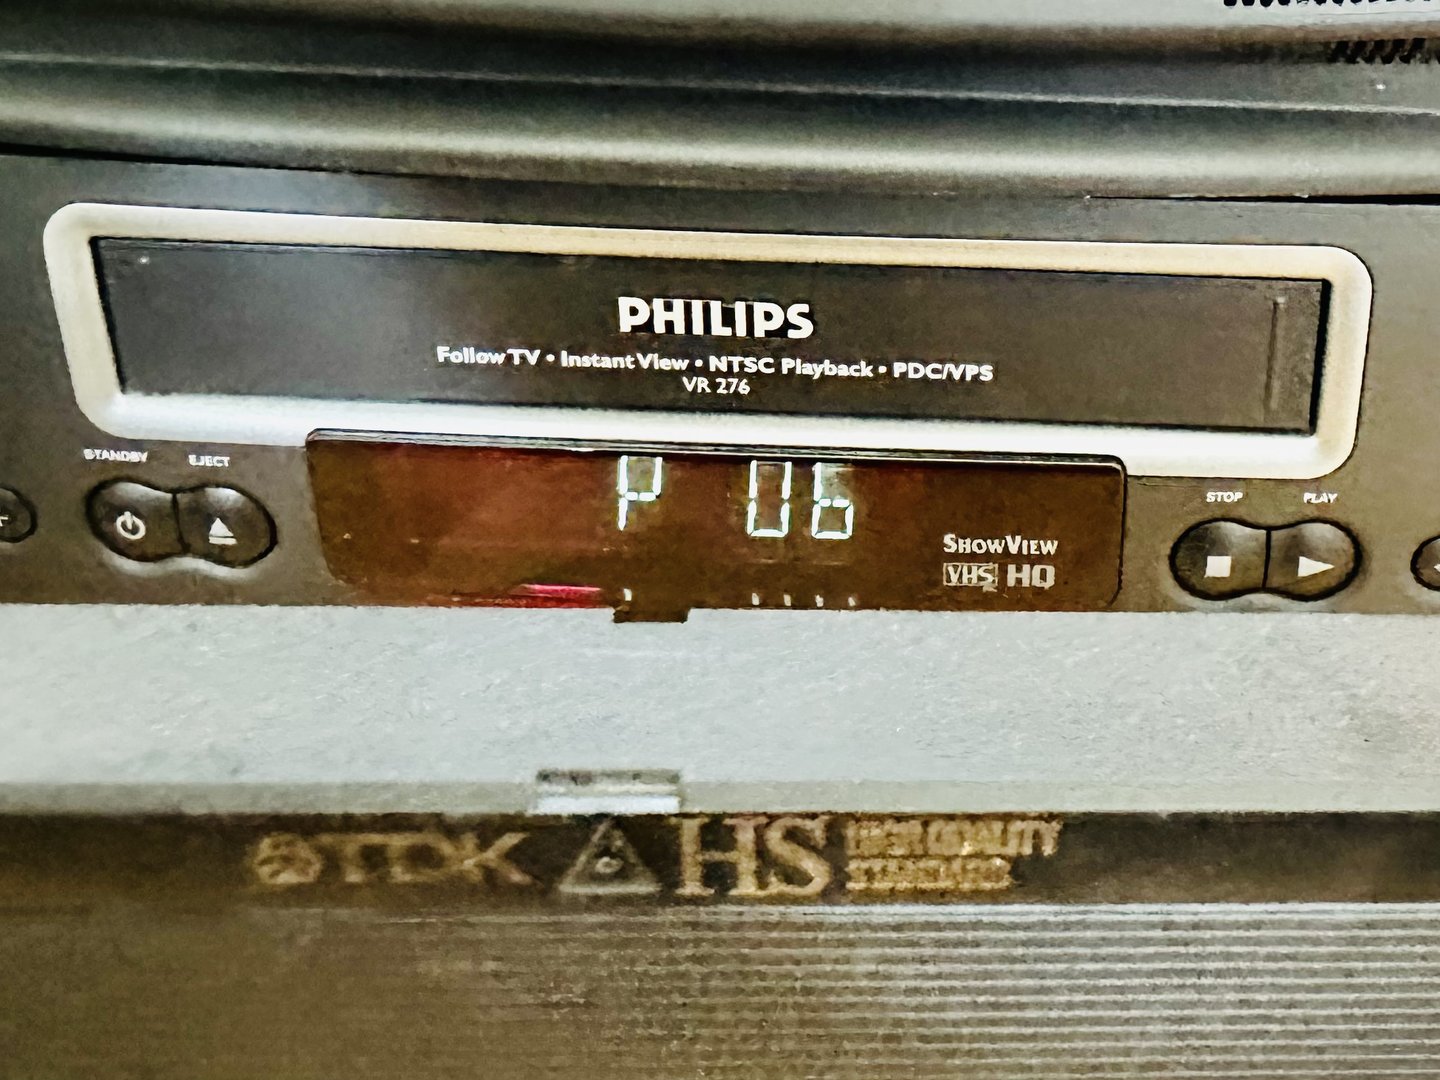 PHILIPS
Follow TV • Instant View • NTSC Playback • PDC/VPS
VR 276
STANDBY EJECT
P 06
SHOWVIEW
VHS HQ
STOP PLAY
TDK HS HIGH QUALITY
STANDARD